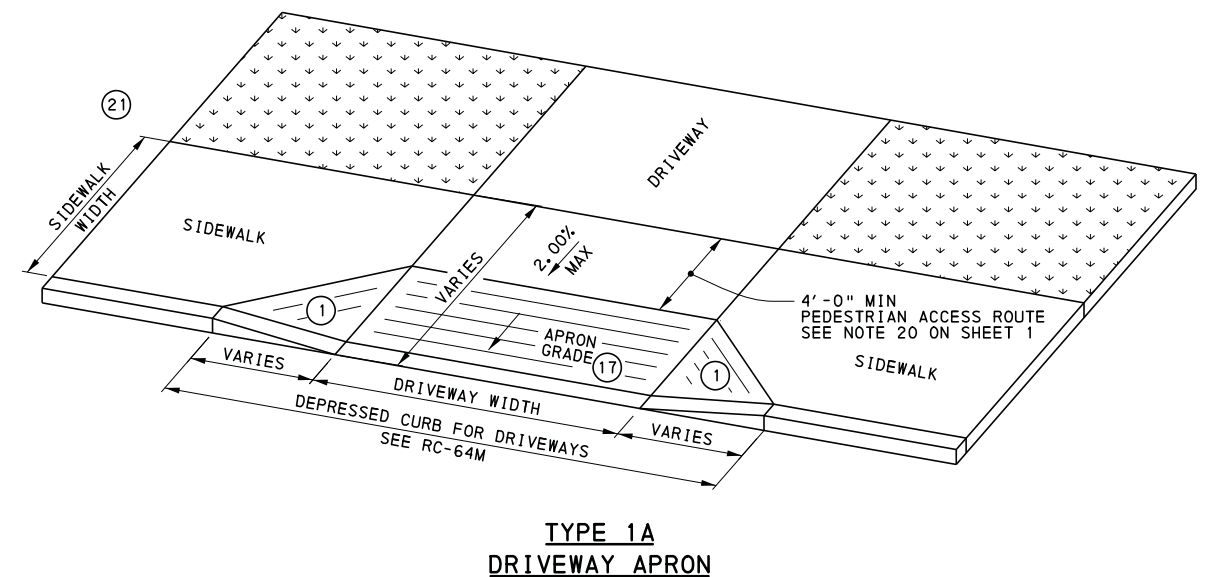 21
SIDEWALK
WIDTH
SIDEWALK
DRIVEWAY
2.00%
MAX
VARIES
4'-0" MIN
PEDESTRIAN ACCESS ROUTE
SEE NOTE 20 ON SHEET 1
SIDEWALK
1
APRON
GRADE
17
1
VARIES
DRIVEWAY WIDTH
VARIES
DEPRESSED CURB FOR DRIVEWAYS
SEE RC-64M
TYPE 1A
DRIVEWAY APRON